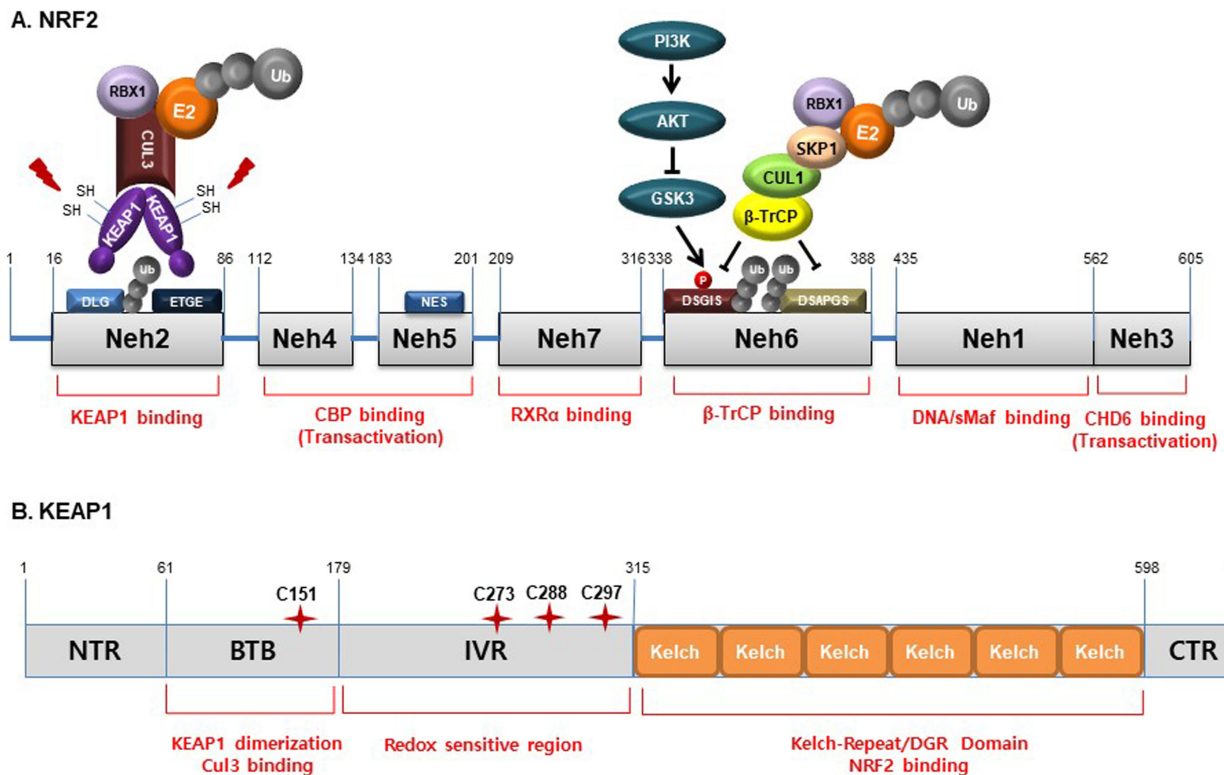 A. NRF2
PI3K
AKT
GSK3
RBX1
E2
Ub
CUL3
SH
SH
SH
SH
KEAP1
KEAP1
RBX1
E2
Ub
SKP1
CUL1
β-TrCP
1
16
86
112
134
183
201
209
316
338
388
435
562
605
Ub
P
Ub
Ub
DLG
ETGE
NES
DSGIS
DSAPGS
Neh2
Neh4
Neh5
Neh7
Neh6
Neh1
Neh3
KEAP1 binding
CBP binding
(Transactivation)
RXRα binding
β-TrCP binding
DNA/sMaf binding
CHD6 binding
(Transactivation)
B. KEAP1
1
61
179
315
598
C151
C273
C288
C297
NTR
BTB
IVR
Kelch
Kelch
Kelch
Kelch
Kelch
Kelch
CTR
KEAP1 dimerization
Cul3 binding
Redox sensitive region
Kelch-Repeat/DGR Domain
NRF2 binding